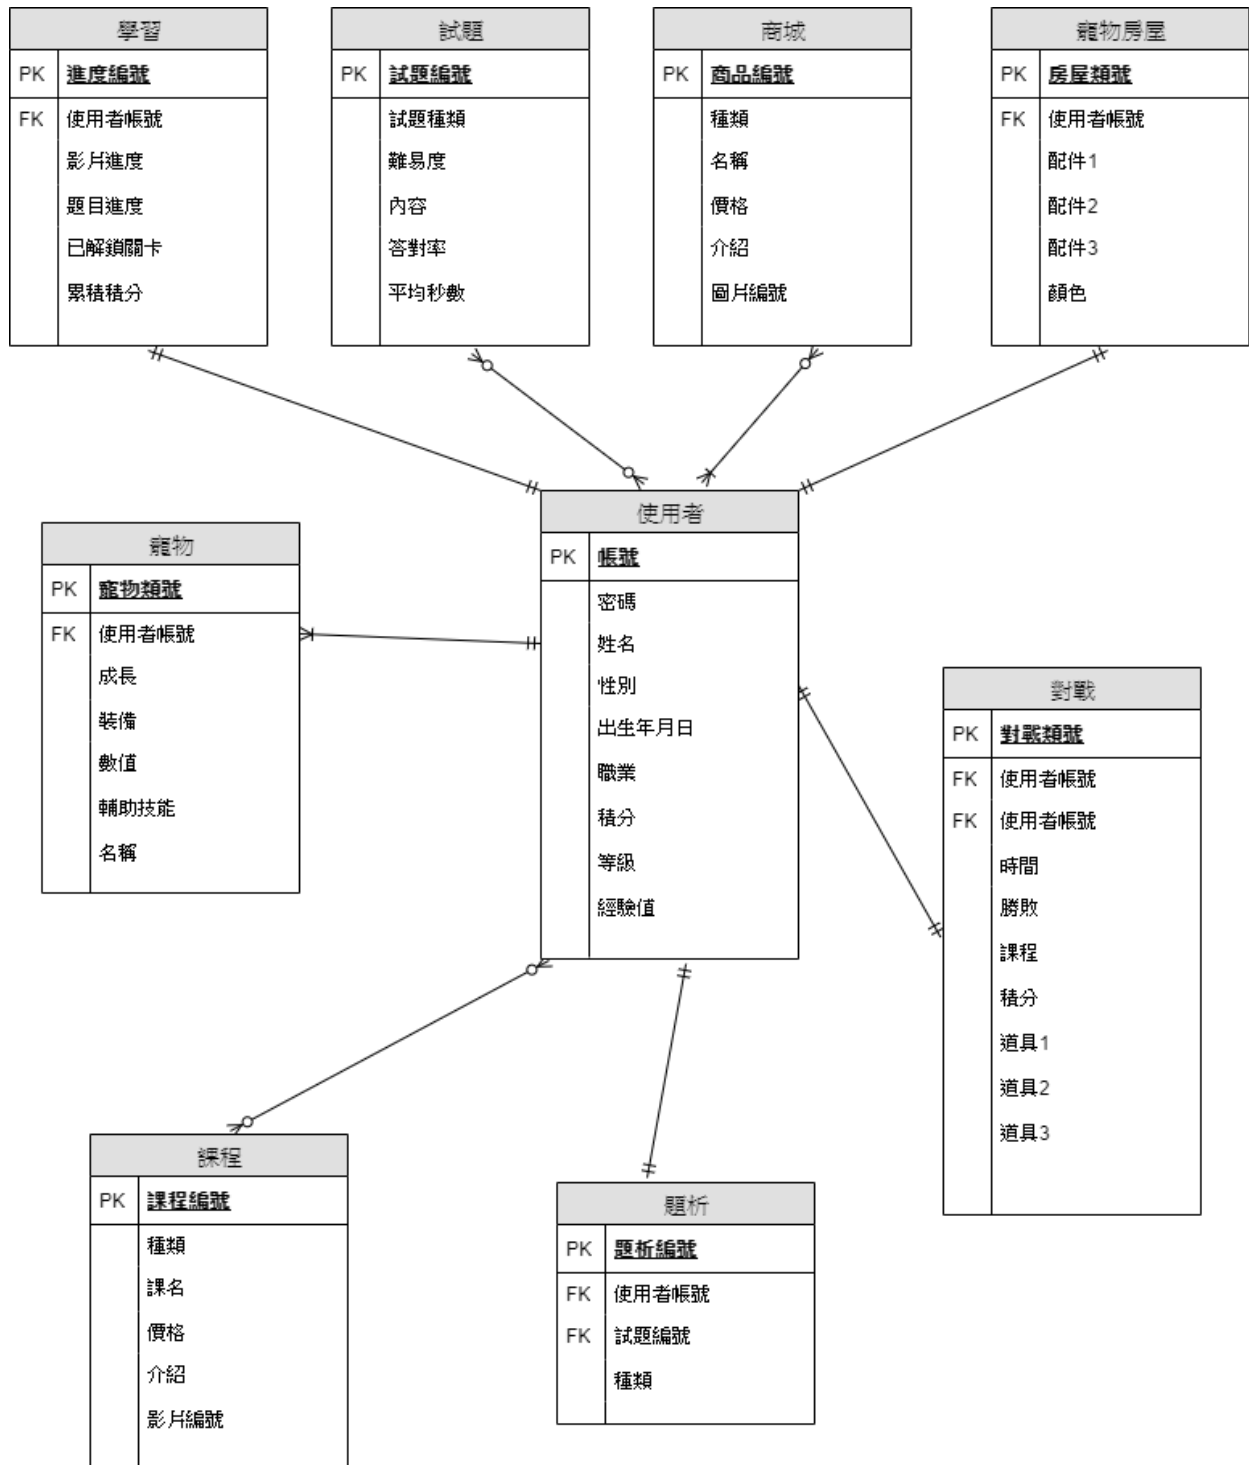 學習
PK 進度編號
FK 使用者帳號
影片進度
題目進度
已解鎖關卡
累積積分
試題
PK 試題編號
試題種類
難易度
內容
答對率
平均秒數
商城
PK 商品編號
種類
名稱
價格
介紹
圖片編號
寵物房屋
PK 房屋類號
FK 使用者帳號
配件1
配件2
配件3
顏色
寵物
PK 寵物類號
FK 使用者帳號
成長
裝備
數值
輔助技能
名稱
使用者
PK 帳號
密碼
姓名
性別
出生年月日
職業
積分
等級
經驗值
對戰
PK 對戰類號
FK 使用者帳號
FK 使用者帳號
時間
勝敗
課程
積分
道具1
道具2
道具3
課程
PK 課程編號
種類
課名
價格
介紹
影片編號
題析
PK 題析編號
FK 使用者帳號
FK 試題編號
種類